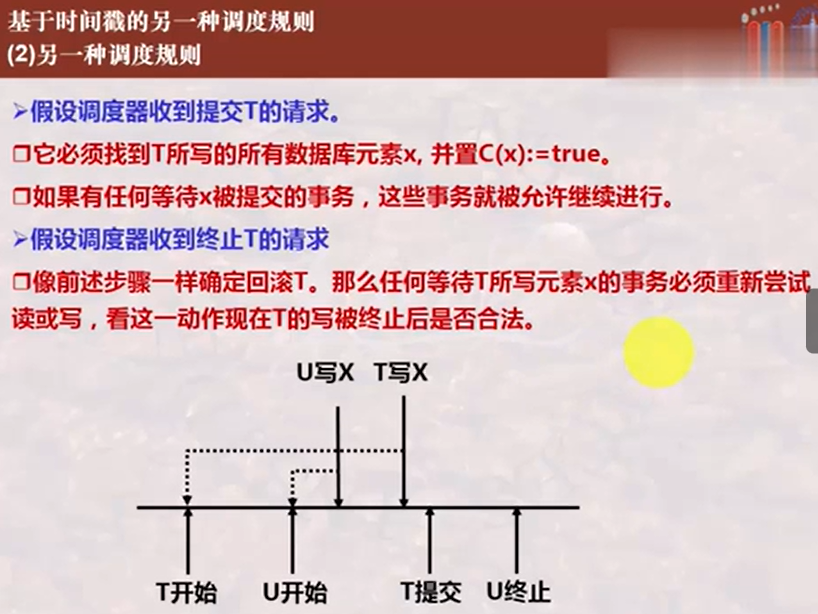 基于时间戳的另一种调度规则
(2)另一种调度规则
➢假设调度器收到提交T的请求。
❒它必须找到T所写的所有数据库元素x, 并置C(x):=true。
❒如果有任何等待x被提交的事务，这些事务就被允许继续进行。
➢假设调度器收到终止T的请求
❒像前述步骤一样确定回滚T。那么任何等待T所写元素x的事务必须重新尝试
读或写，看这一动作现在T的写被终止后是否合法。
U写X T写X
T开始 U开始 T提交 U终止